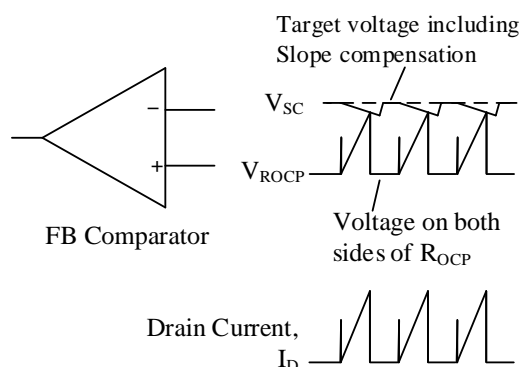 Target voltage including
Slope compensation
V_SC
−
+
V_ROCP
FB Comparator
Voltage on both
sides of R_OCP
Drain Current,
I_D